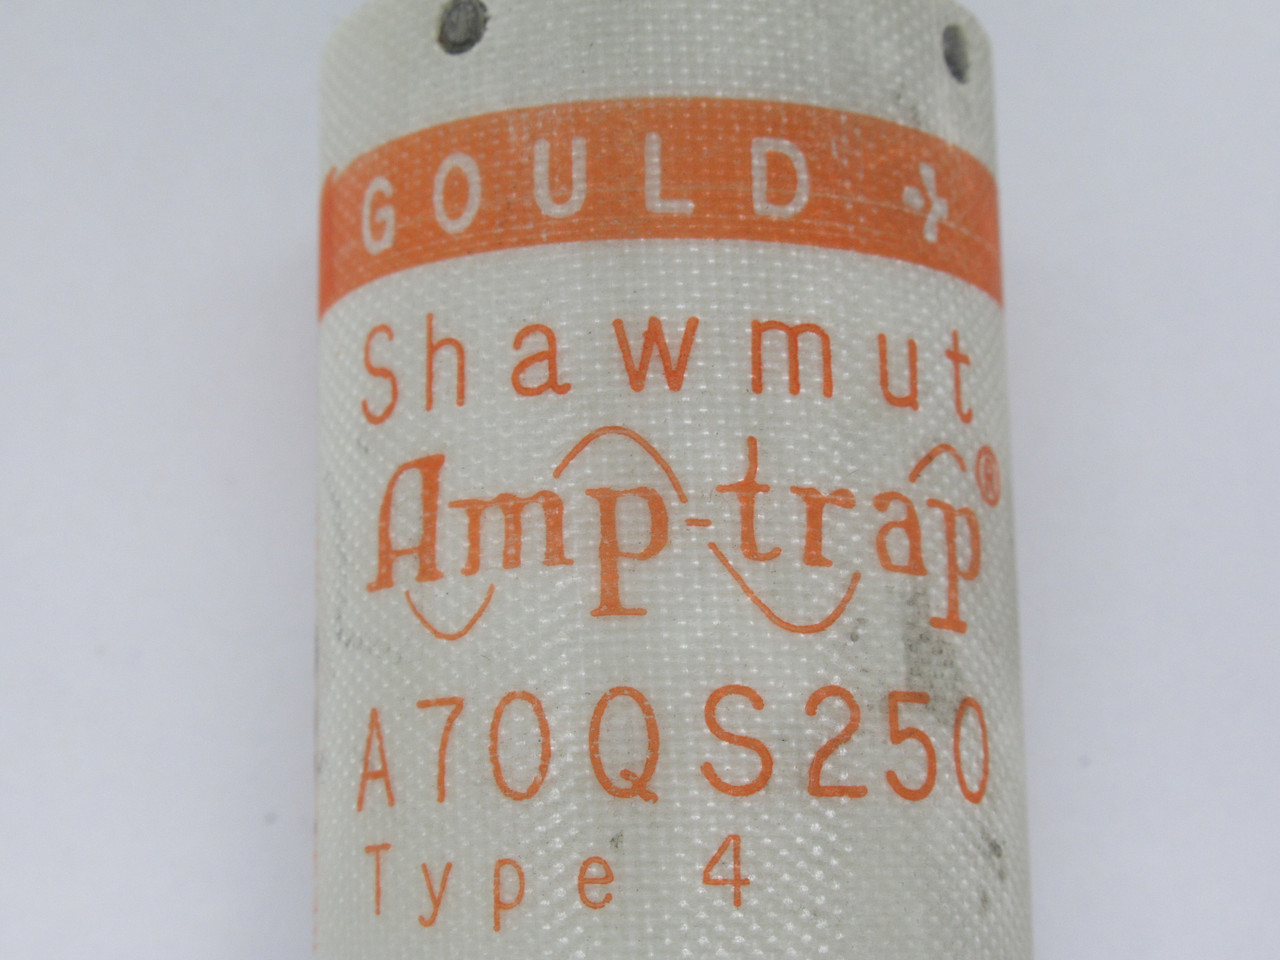 GOULD
Shawmut
Amp-trap®
A70QS250
Type 4